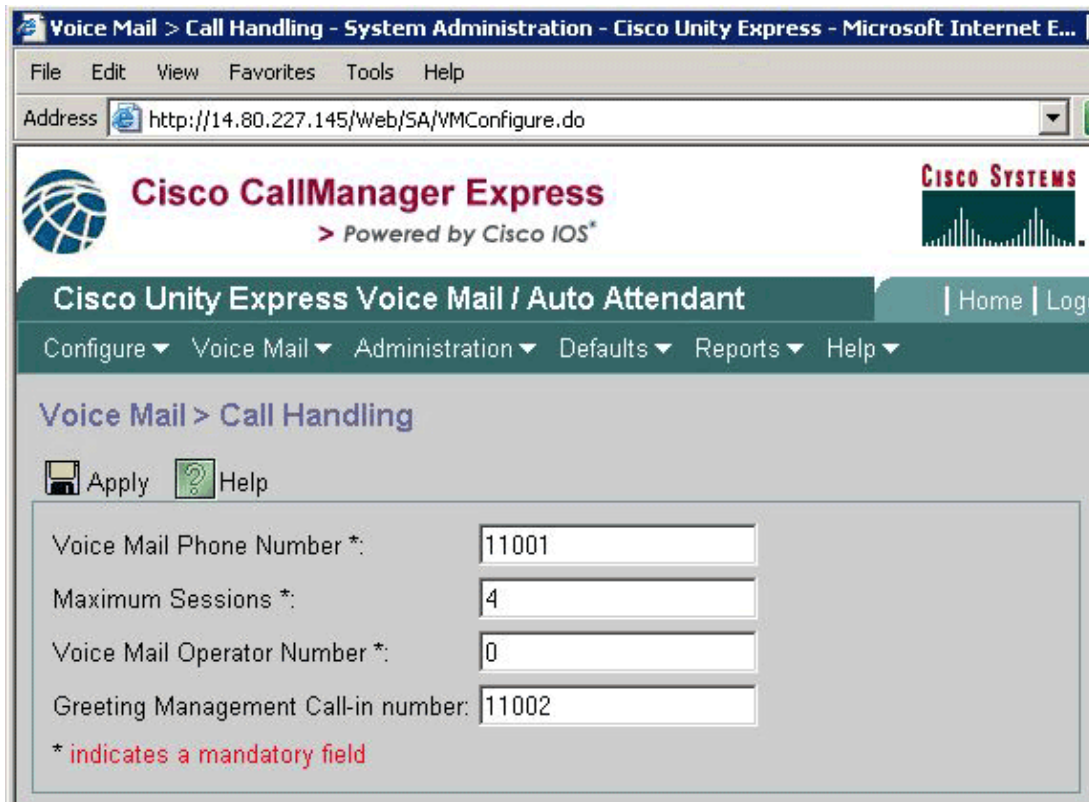 Voice Mail > Call Handling - System Administration - Cisco Unity Express - Microsoft Internet E...
File Edit View Favorites Tools Help
Address http://14.80.227.145/Web/SA/VMConfigure.do
Cisco CallManager Express
> Powered by Cisco IOS*
CISCO SYSTEMS
Cisco Unity Express Voice Mail / Auto Attendant | Home | Log
Configure Voice Mail Administration Defaults Reports Help
Voice Mail > Call Handling
Apply ? Help
Voice Mail Phone Number *: 11001
Maximum Sessions *: 4
Voice Mail Operator Number *: 0
Greeting Management Call-in number: 11002
* indicates a mandatory field